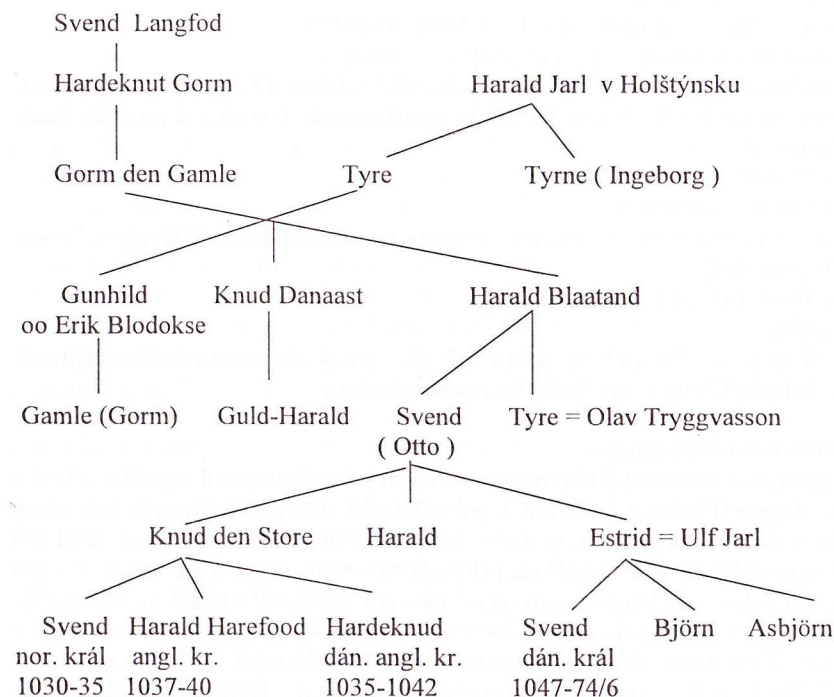 Svend Langfod
Hardeknut Gorm Harald Jarl v Holštýnsku
Gorm den Gamle Tyre Tyrne ( Ingeborg )
Gunhild Knud Danaast Harald Blaatand
oo Erik Blodokse
Gamle (Gorm) Guld-Harald Svend Tyre = Olav Tryggvasson
( Otto )
Knud den Store Harald Estrid = Ulf Jarl
Svend Harald Harefood Hardeknud Svend Björn Asbjörn
nor. král angl. kr. dán. angl. kr. dán. král
1030-35 1037-40 1035-1042 1047-74/6